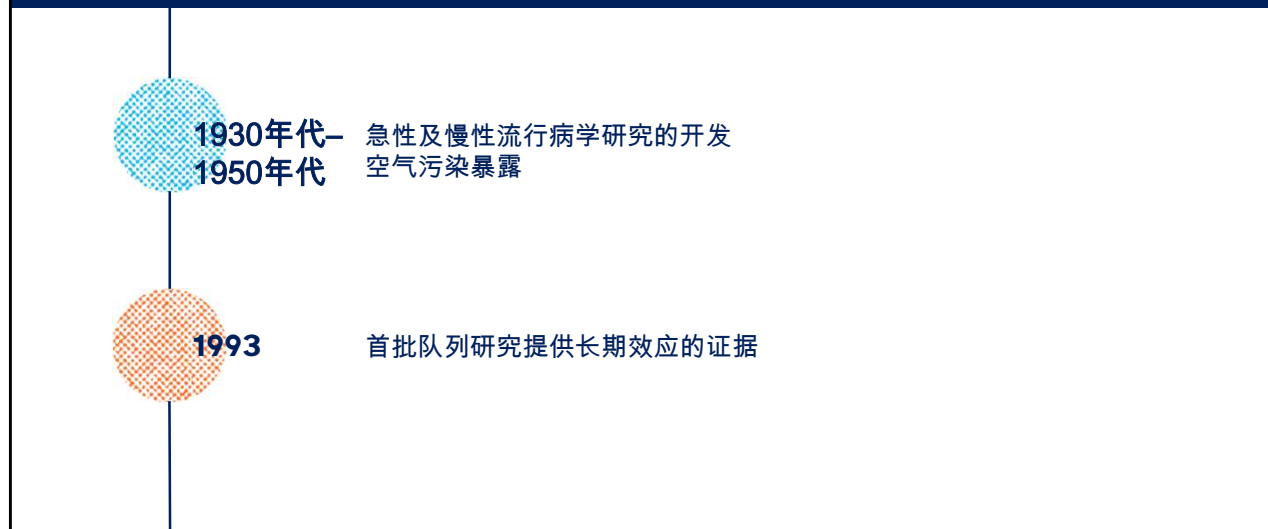 1930年代– 急性及慢性流行病学研究的开发
1950年代 空气污染暴露
1993 首批队列研究提供长期效应的证据